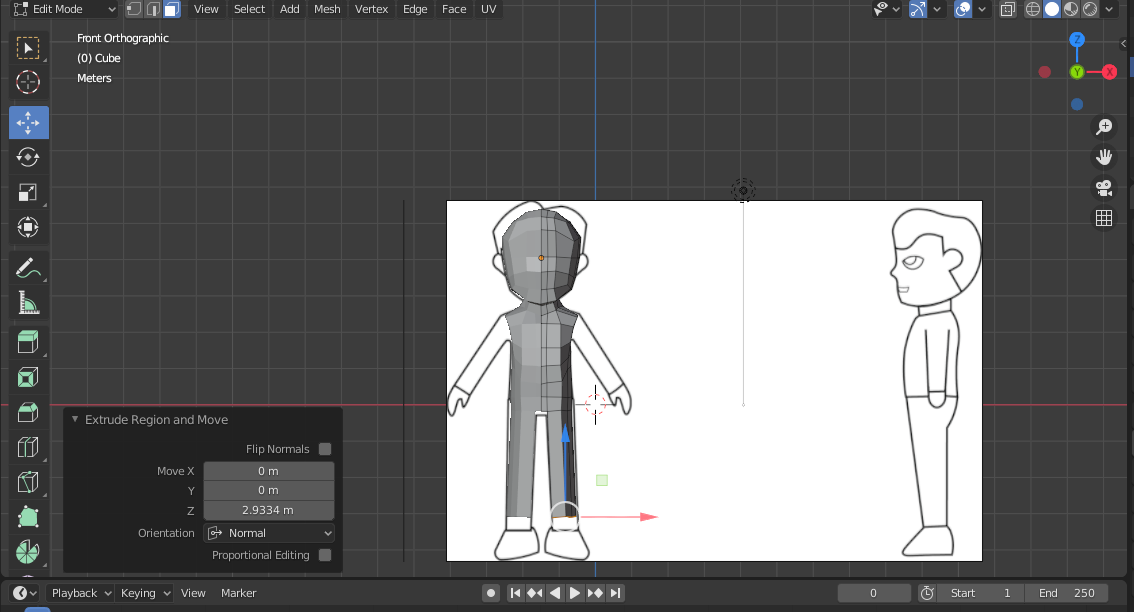 Edit Mode View Select Add Mesh Vertex Edge Face UV
Front Orthographic
(0) Cube
Meters
Z
Y X
Extrude Region and Move
Flip Normals
Move X 0 m
Y 0 m
Z 2.9334 m
Orientation Normal
Proportional Editing
Playback Keying View Marker 0 Start 1 End 250